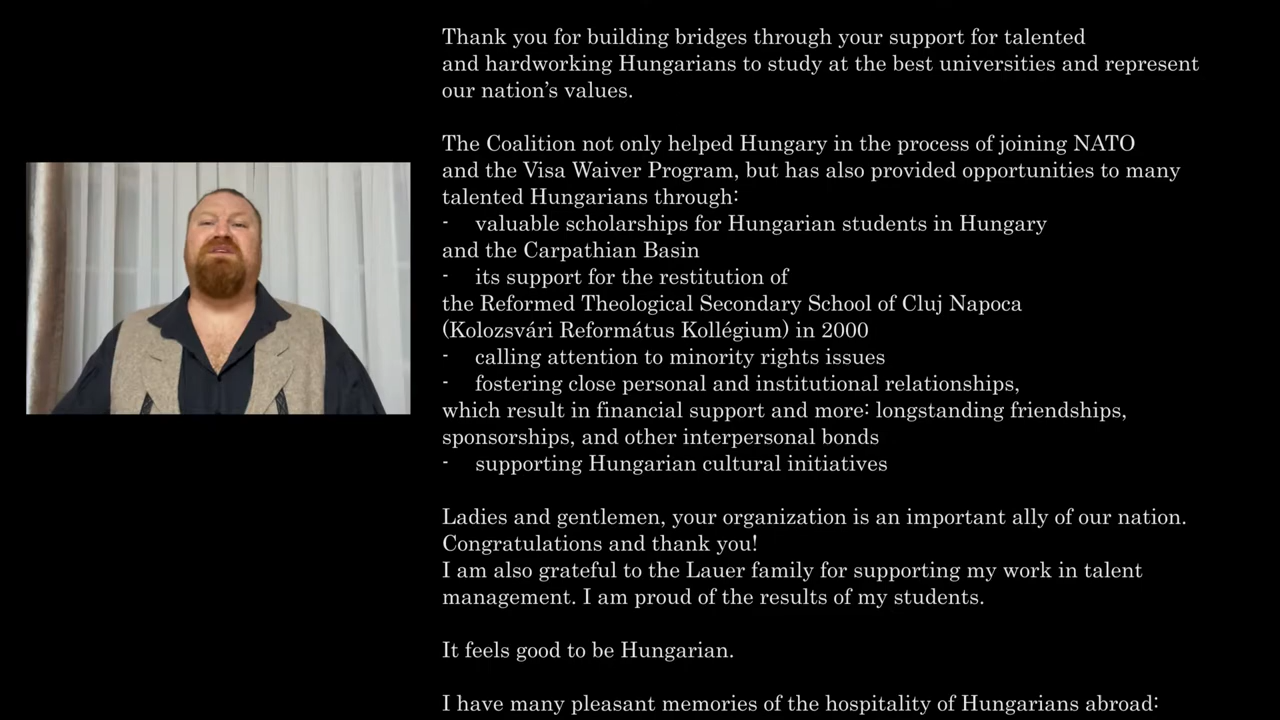 Thank you for building bridges through your support for talented
and hardworking Hungarians to study at the best universities and represent
our nation's values.
The Coalition not only helped Hungary in the process of joining NATO
and the Visa Waiver Program, but has also provided opportunities to many
talented Hungarians through:
- valuable scholarships for Hungarian students in Hungary
and the Carpathian Basin
- its support for the restitution of
the Reformed Theological Secondary School of Cluj Napoca
(Kolozsvári Református Kollégium) in 2000
- calling attention to minority rights issues
- fostering close personal and institutional relationships,
which result in financial support and more: longstanding friendships,
sponsorships, and other interpersonal bonds
- supporting Hungarian cultural initiatives
Ladies and gentlemen, your organization is an important ally of our nation.
Congratulations and thank you!
I am also grateful to the Lauer family for supporting my work in talent
management. I am proud of the results of my students.
It feels good to be Hungarian.
I have many pleasant memories of the hospitality of Hungarians abroad: